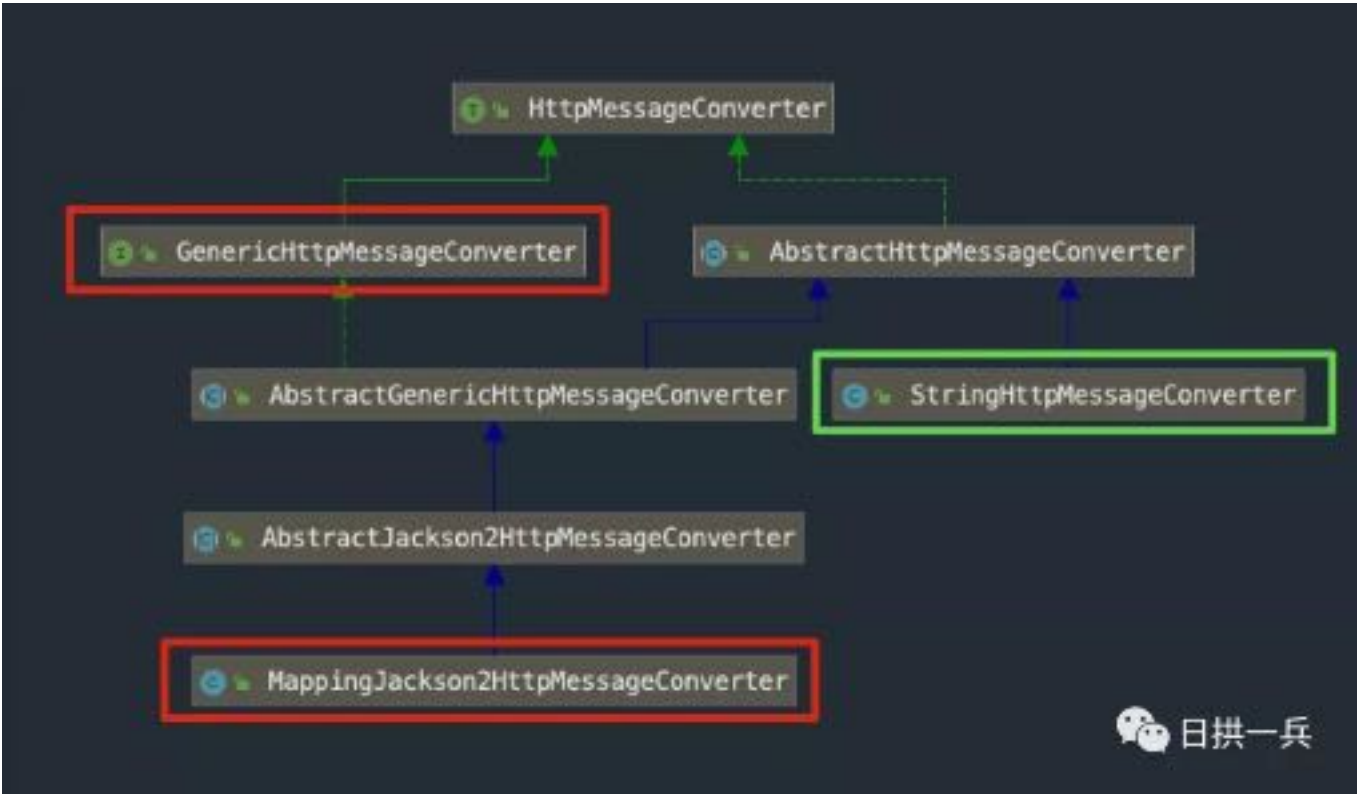 HttpMessageConverter
GenericHttpMessageConverter
AbstractHttpMessageConverter
AbstractGenericHttpMessageConverter
StringHttpMessageConverter
AbstractJackson2HttpMessageConverter
MappingJackson2HttpMessageConverter
日拱一兵